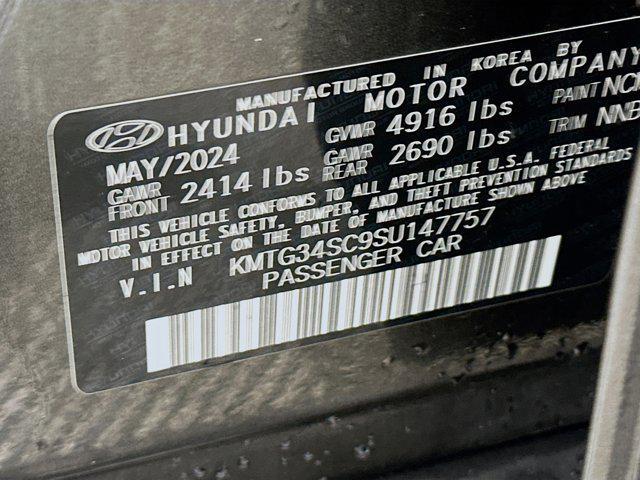 MANUFACTURED IN KOREA BY
HYUNDAI MOTOR COMPANY
MAY/2024 GVWR 4916 lbs PAINT
GAWR FRONT 2414 lbs GAWR REAR 2690 lbs TRIM
THIS VEHICLE CONFORMS TO ALL APPLICABLE U.S.A. FEDERAL
MOTOR VEHICLE SAFETY, BUMPER, AND THEFT PREVENTION STANDARDS
IN EFFECT ON THE DATE OF MANUFACTURE SHOWN ABOVE
V.I.N KMTG34SC9SU147757
PASSENGER CAR